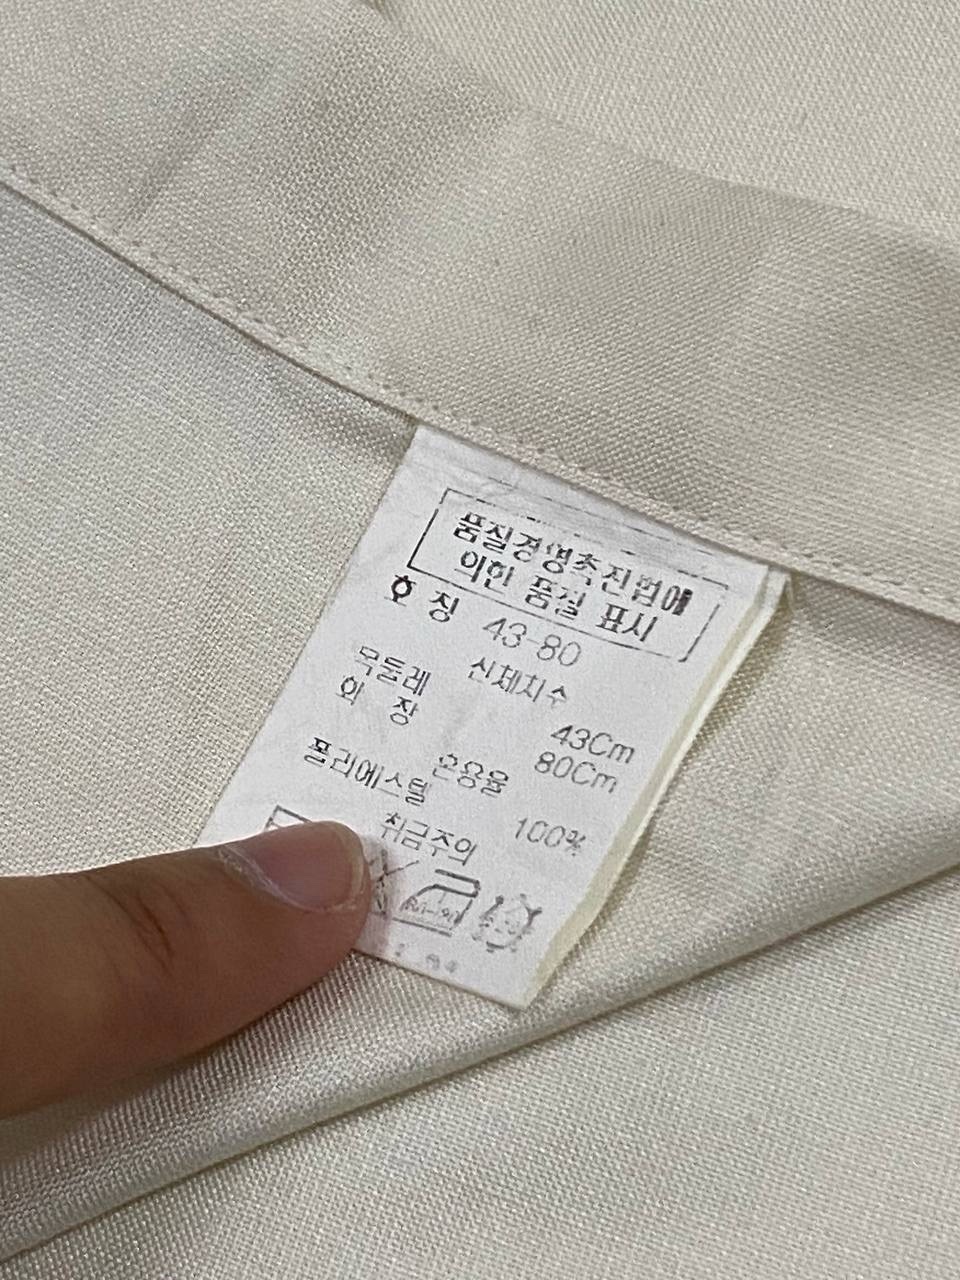 품질경영촉진법에
의한 품질 표시
호 칭 43-80
신체치수
목둘레 43Cm
화 장 80Cm
혼용율
폴리에스텔 100%
취급주의